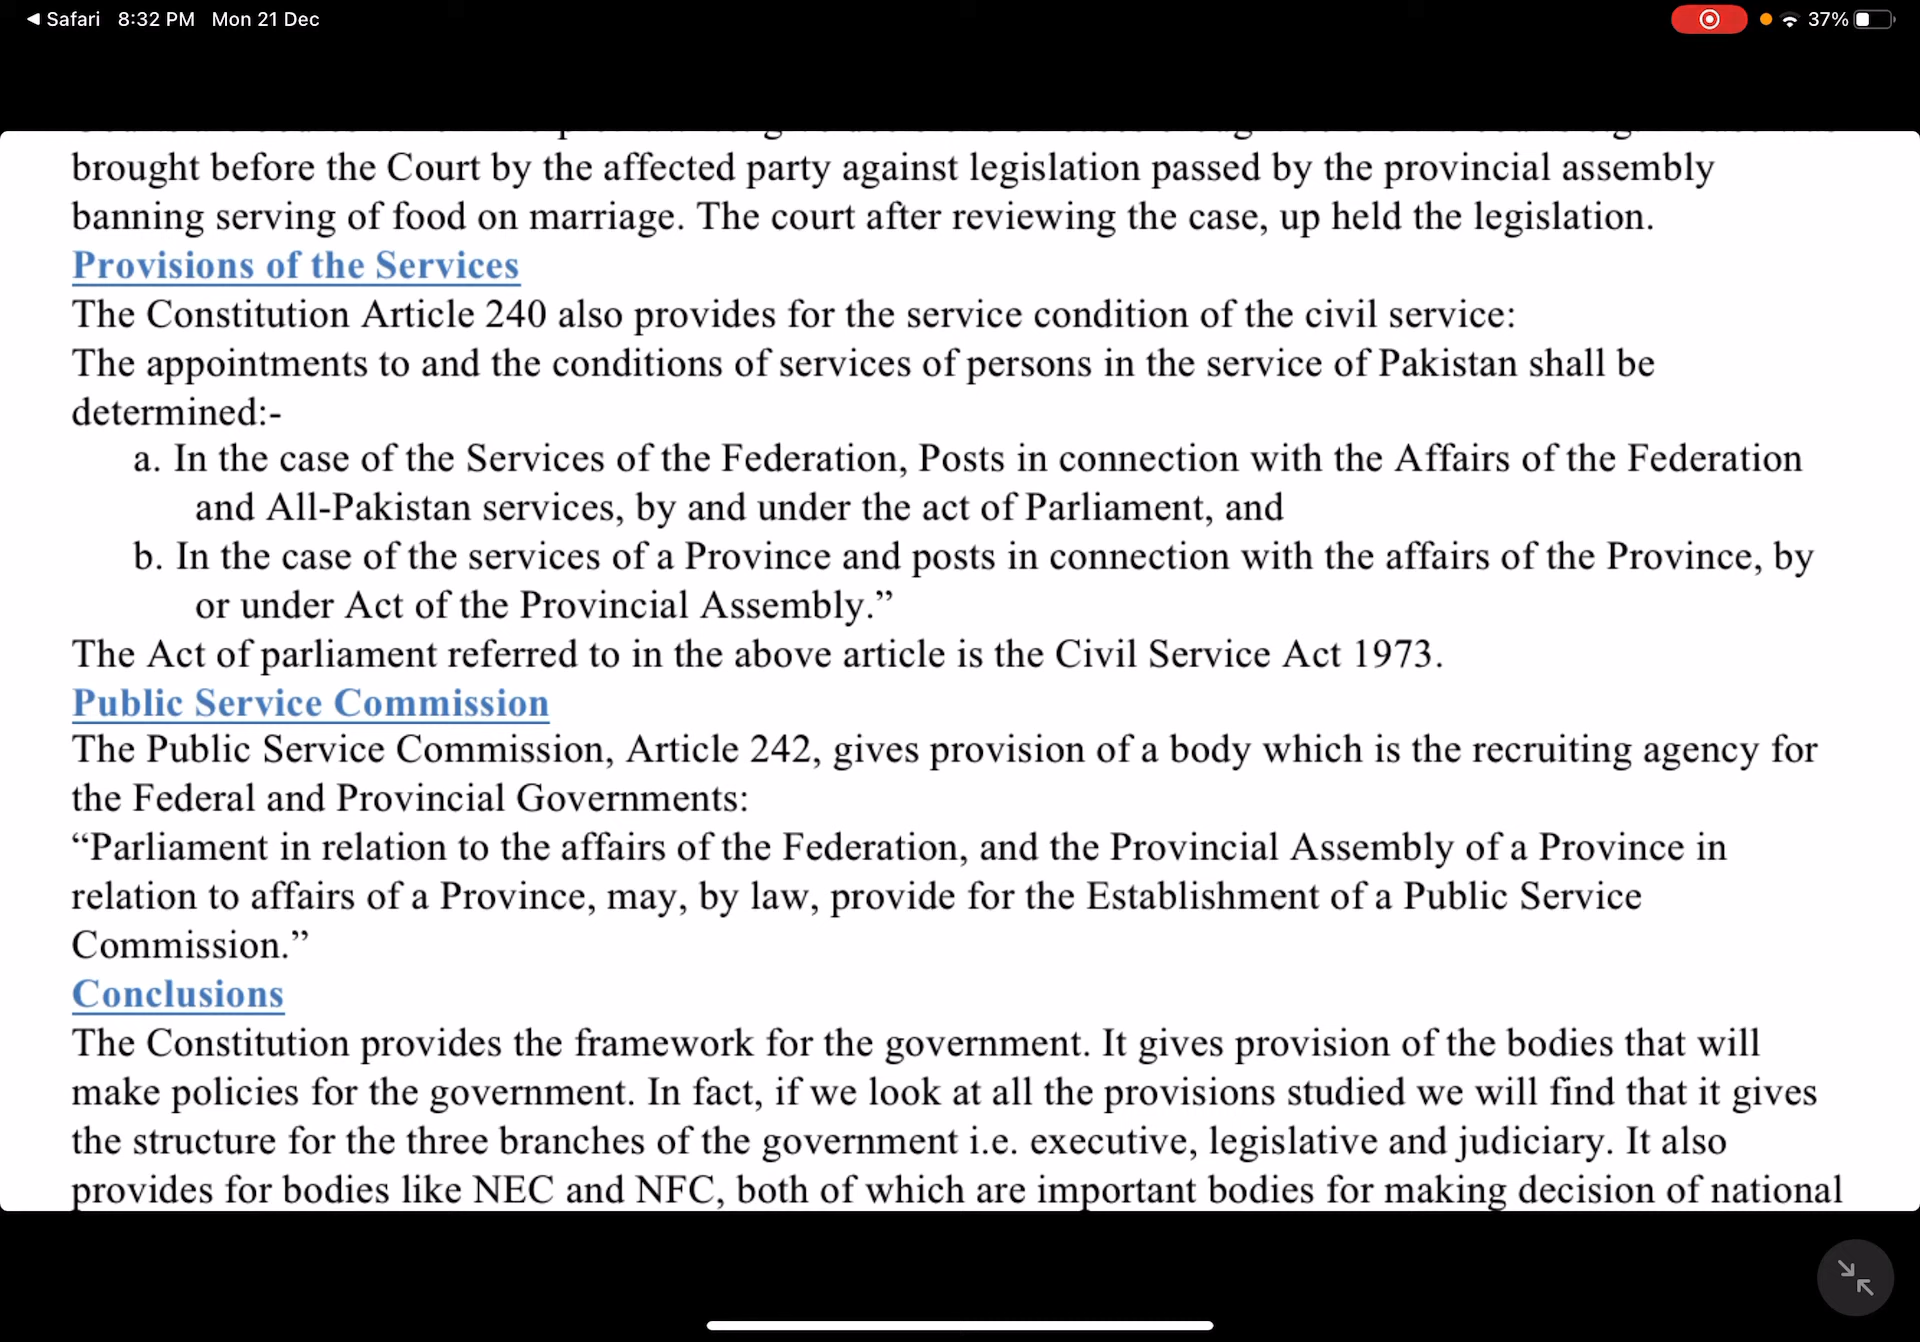 Safari 8:32 PM Mon 21 Dec
37%
brought before the Court by the affected party against legislation passed by the provincial assembly
banning serving of food on marriage. The court after reviewing the case, up held the legislation.
Provisions of the Services
The Constitution Article 240 also provides for the service condition of the civil service:
The appointments to and the conditions of services of persons in the service of Pakistan shall be
determined:-
a. In the case of the Services of the Federation, Posts in connection with the Affairs of the Federation
and All-Pakistan services, by and under the act of Parliament, and
b. In the case of the services of a Province and posts in connection with the affairs of the Province, by
or under Act of the Provincial Assembly.”
The Act of parliament referred to in the above article is the Civil Service Act 1973.
Public Service Commission
The Public Service Commission, Article 242, gives provision of a body which is the recruiting agency for
the Federal and Provincial Governments:
“Parliament in relation to the affairs of the Federation, and the Provincial Assembly of a Province in
relation to affairs of a Province, may, by law, provide for the Establishment of a Public Service
Commission.”
Conclusions
The Constitution provides the framework for the government. It gives provision of the bodies that will
make policies for the government. In fact, if we look at all the provisions studied we will find that it gives
the structure for the three branches of the government i.e. executive, legislative and judiciary. It also
provides for bodies like NEC and NFC, both of which are important bodies for making decision of national